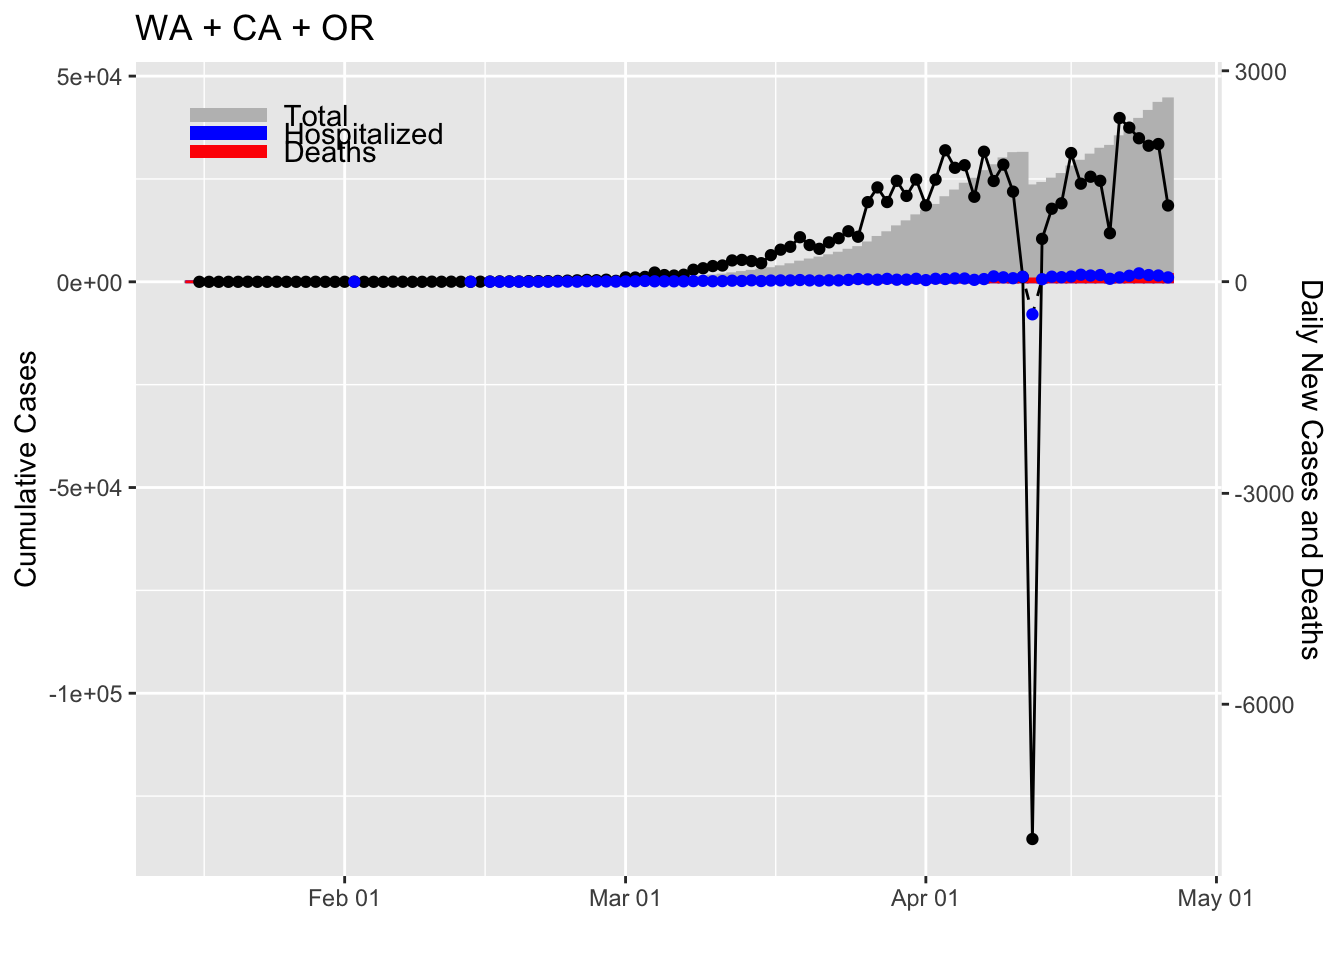 WA + CA + OR
5e+04
0e+00
-5e+04
-1e+05
Cumulative Cases
Total
Hospitalized
Deaths
3000
0
-3000
-6000
Daily New Cases and Deaths
Feb 01
Mar 01
Apr 01
May 01